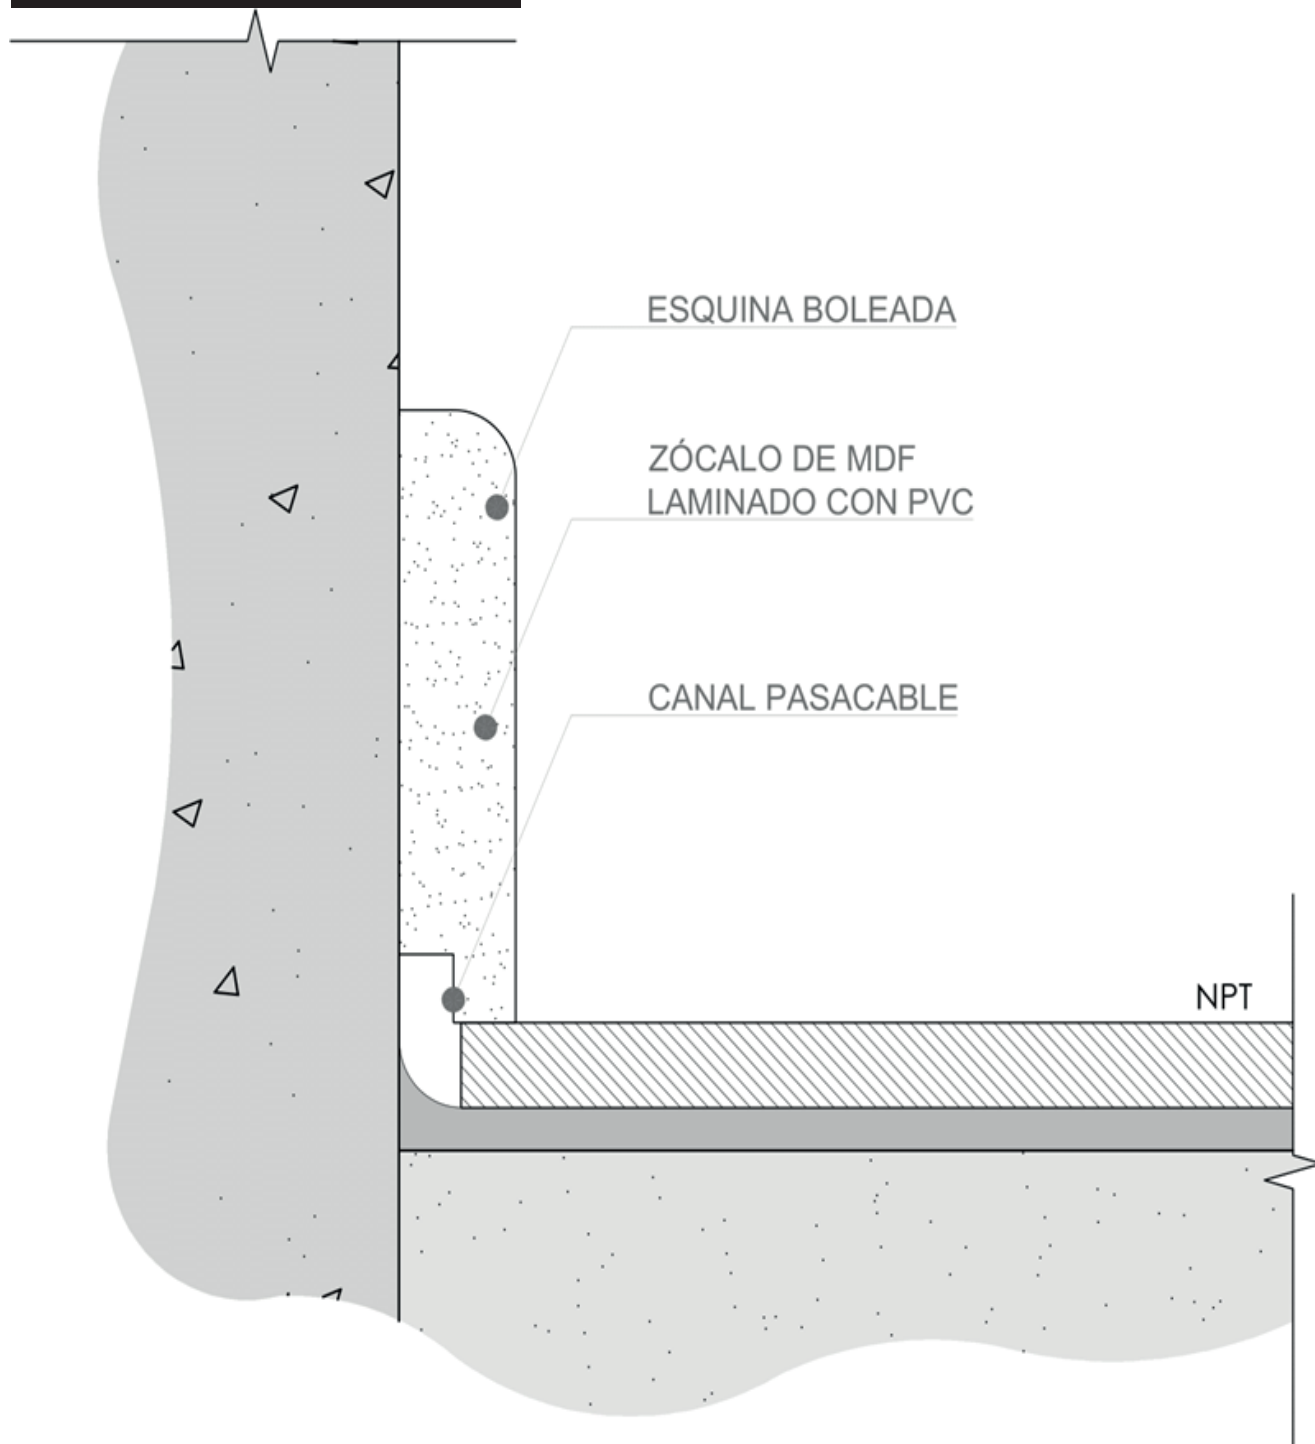 ESQUINA BOLEADA
ZÓCALO DE MDF
LAMINADO CON PVC
CANAL PASACABLE
NPT